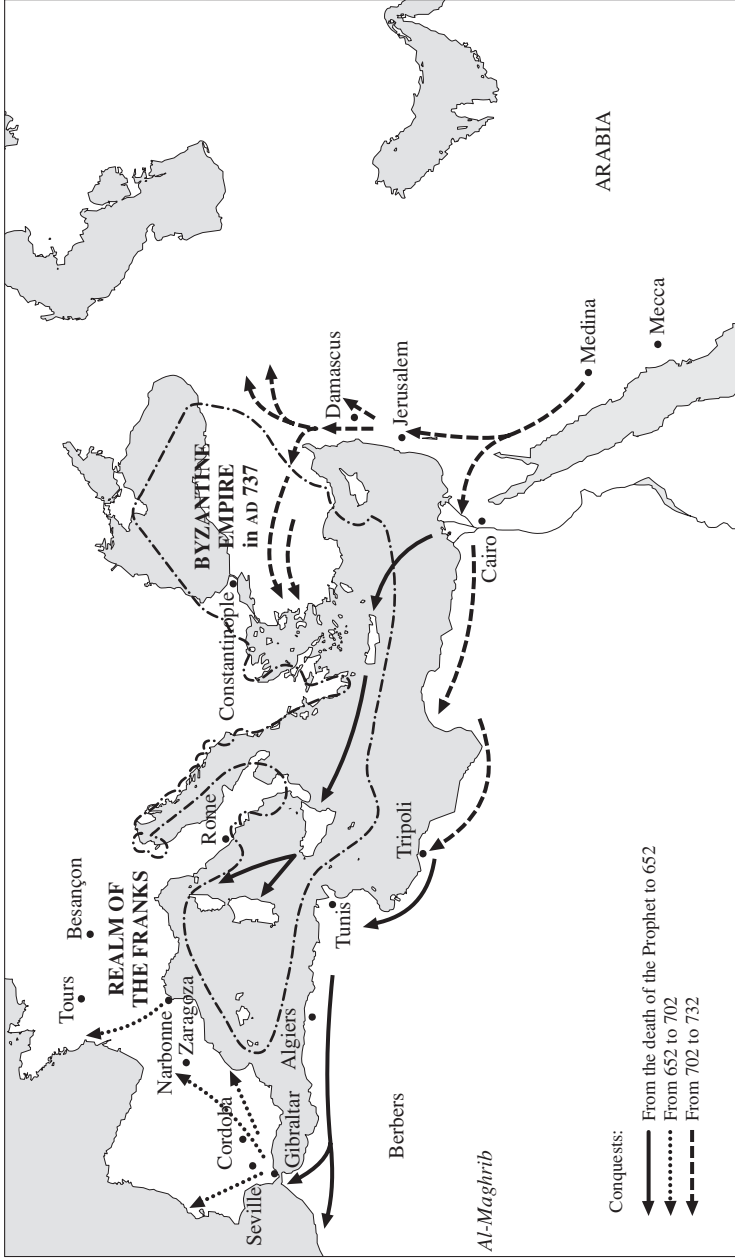 Tours
Besançon
REALM OF
THE FRANKS
Narbonne
Zaragoza
Cordoba
Seville
Gibraltar
Algiers
Tunis
Rome
Tripoli
Berbers
Al-Maghrib
Constantinople
BYZANTINE
EMPIRE
in AD 737
Damascus
Jerusalem
Cairo
Medina
Mecca
ARABIA
Conquests:
From the death of the Prophet to 652
From 652 to 702
From 702 to 732